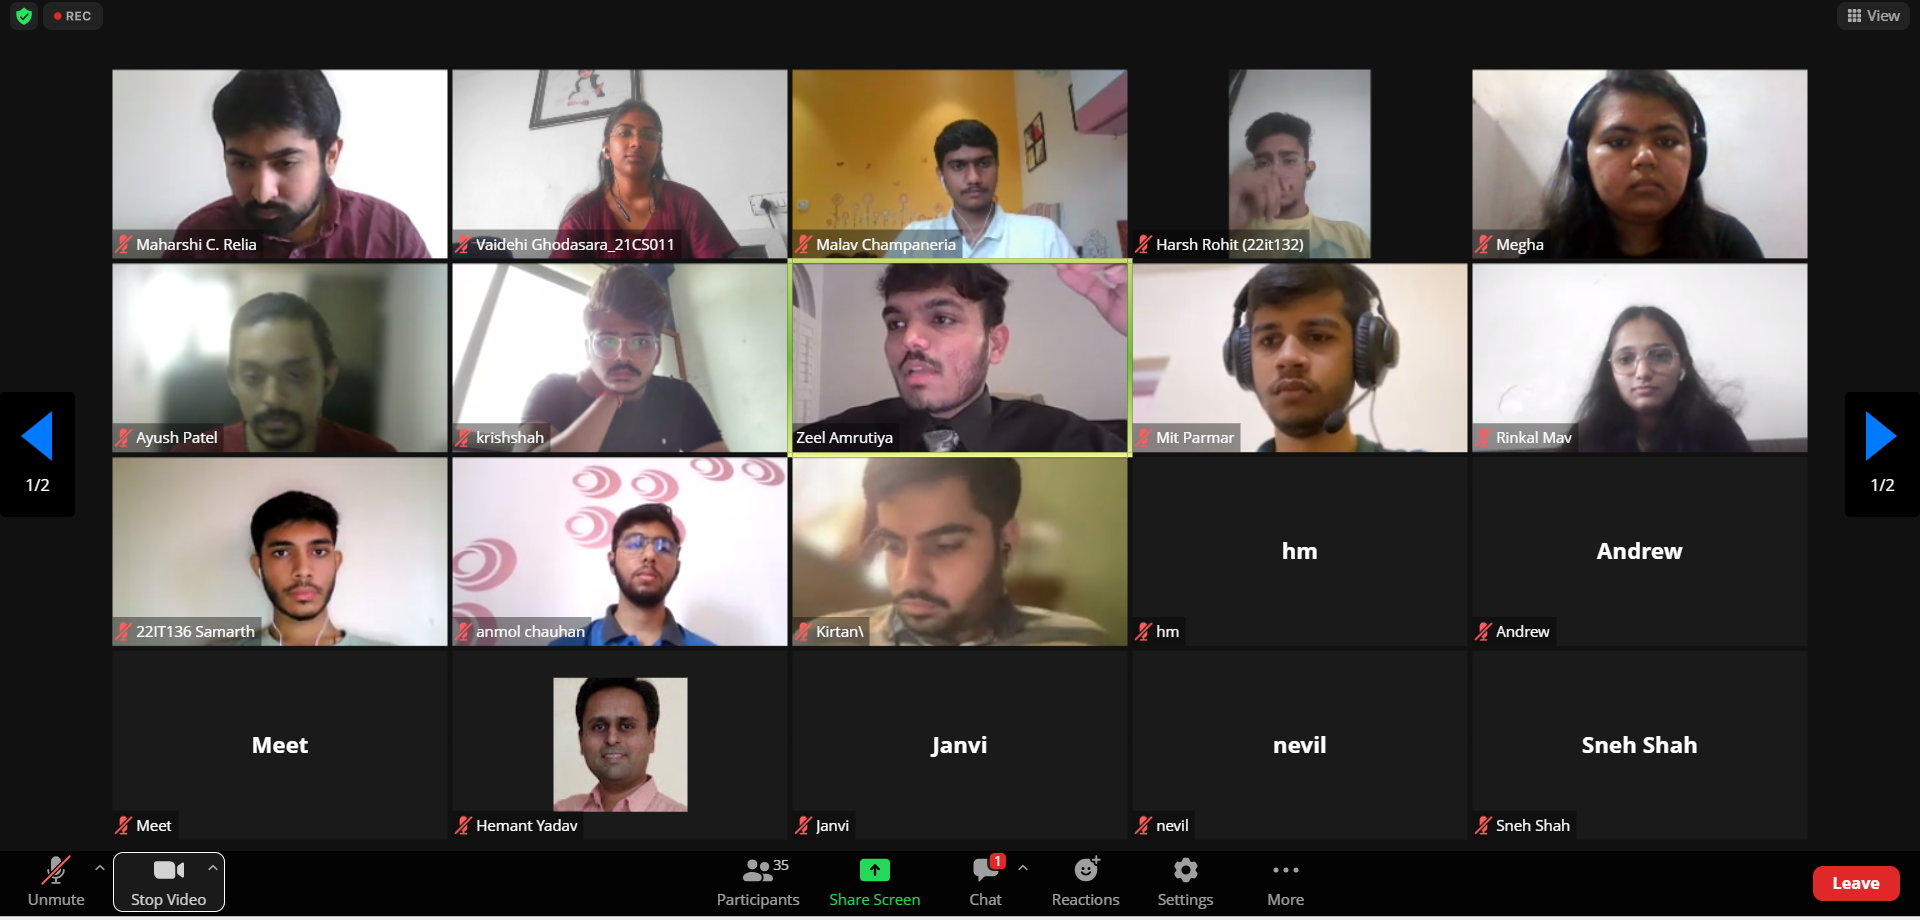 REC
View
Maharshi C. Relia
Vaidehi Ghodasara_21CS011
Malav Champaneria
Harsh Rohit (22it132)
Megha
Ayush Patel
krishshah
Zeel Amrutiya
Mit Parmar
Rinkal Mav
1/2
1/2
22IT136 Samarth
anmol chauhan
Kirtan\
hm
hm
Andrew
Andrew
Meet
Meet
Hemant Yadav
Janvi
Janvi
nevil
nevil
Sneh Shah
Sneh Shah
Unmute
Stop Video
35
Participants
Share Screen
1
Chat
Reactions
Settings
More
Leave